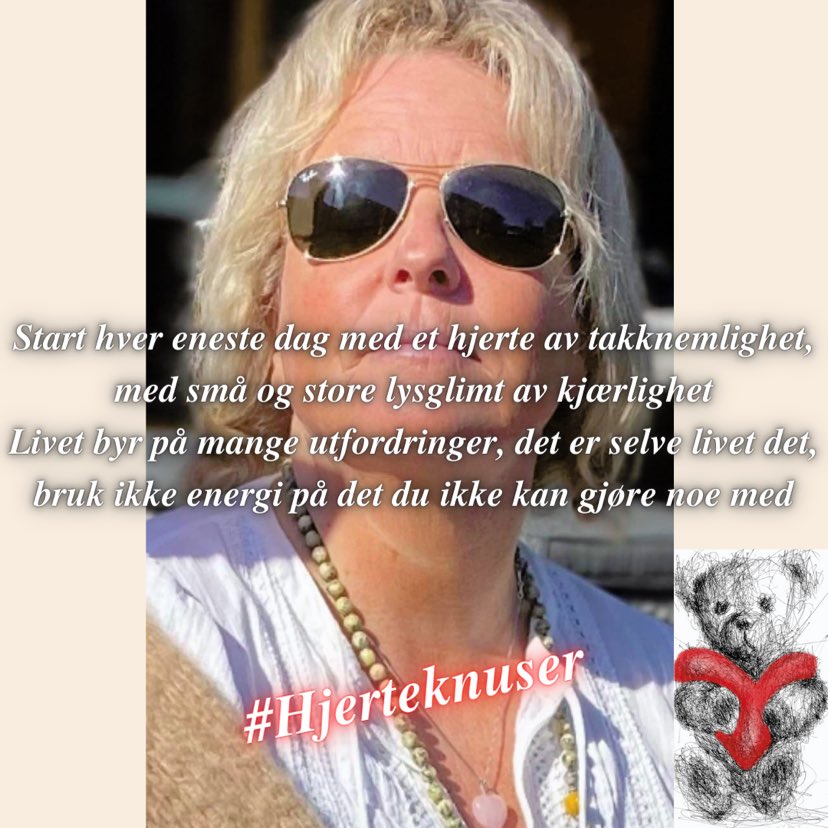 Start hver eneste dag med et hjerte av takknemlighet,
med små og store lysglimt av kjærlighet
Livet byr på mange utfordringer, det er selve livet det,
bruk ikke energi på det du ikke kan gjøre noe med
#Hjerteknuser